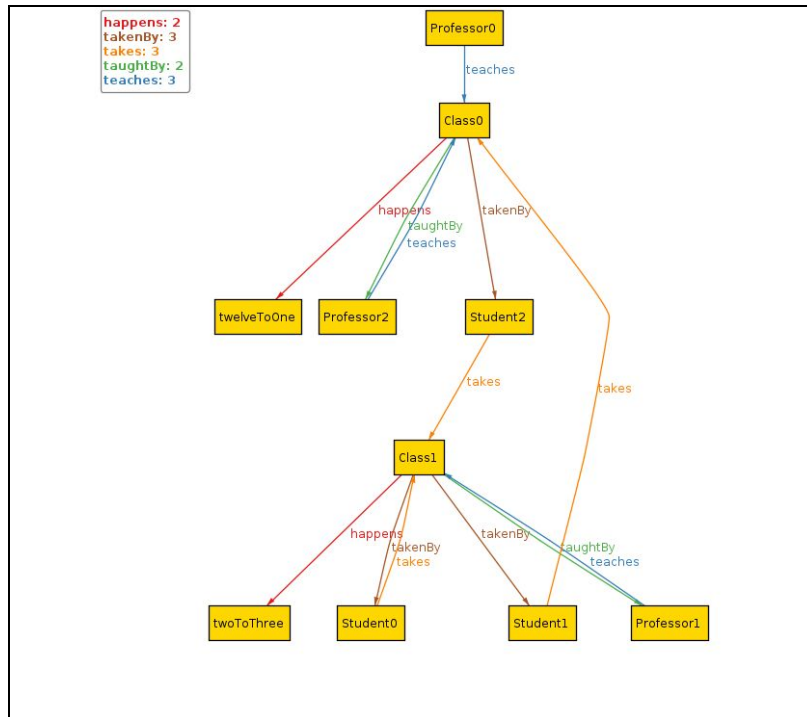 happens: 2
takenBy: 3
takes: 3
taughtBy: 2
teaches: 3
Professor0
teaches
Class0
happens
takenBy
taughtBy
teaches
twelveToOne
Professor2
Student2
takes
takes
Class1
happens
takenBy
takenBy
taughtBy
takes
teaches
twoToThree
Student0
Student1
Professor1